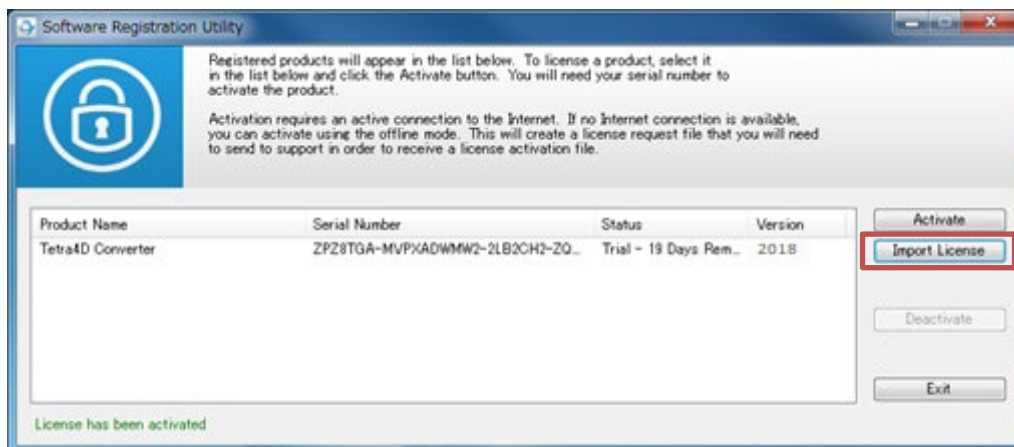 Software Registration Utility
Registered products will appear in the list below. To license a product, select it
in the list below and click the Activate button. You will need your serial number to
activate the product.
Activation requires an active connection to the Internet. If no Internet connection is available,
you can activate using the offline mode. This will create a license request file that you will need
to send to support in order to receive a license activation file.
Product Name Serial Number Status Version
Tetra4D Converter ZPZ8TGA-MVPXADWMW2-2LB2CH2-ZQ... Trial - 19 Days Rem... 2018
Activate
Import License
Deactivate
Exit
License has been activated